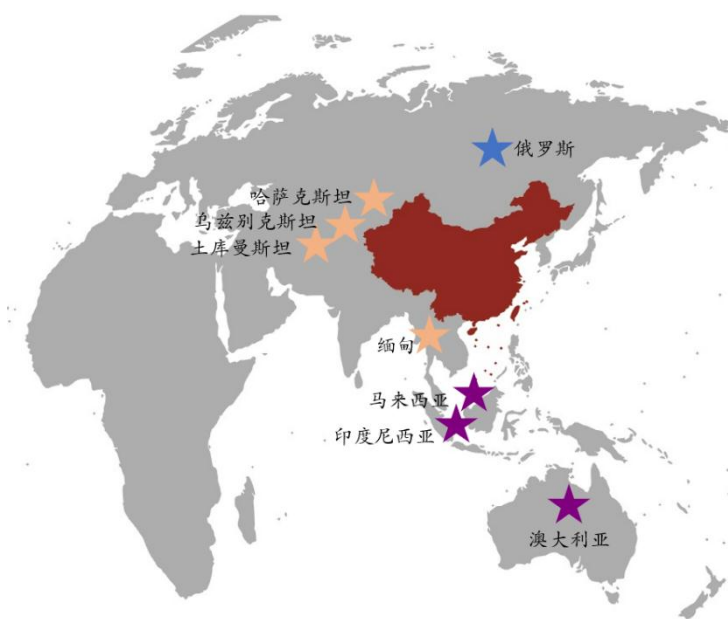 俄罗斯
哈萨克斯坦
乌兹别克斯坦
土库曼斯坦
缅甸
马来西亚
印度尼西亚
澳大利亚